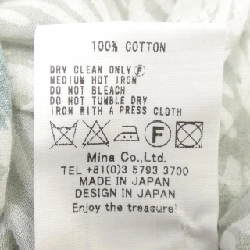 100% COTTON
DRY CLEAN ONLY Ⓕ
MEDIUM HOT IRON
DO NOT BLEACH
DO NOT TUMBLE DRY
IRON WITH A PRESS CLOTH
F
Mina Co.,Ltd.
TEL +81(0)3 5793 3700
MADE IN JAPAN
DESIGN IN JAPAN
Enjoy the treasure!